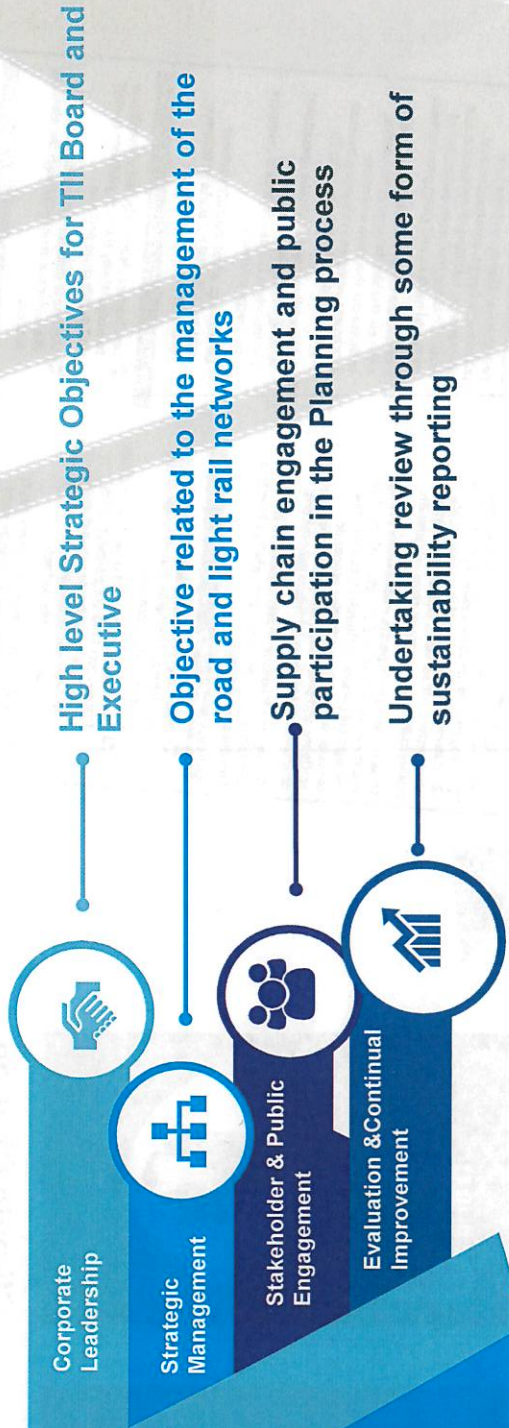 Corporate
Leadership
High level Strategic Objectives for TII Board and
Executive
Strategic
Management
Objective related to the management of the
road and light rail networks
Stakeholder & Public
Engagement
Supply chain engagement and public
participation in the Planning process
Evaluation &Continual
Improvement
Undertaking review through some form of
sustainability reporting